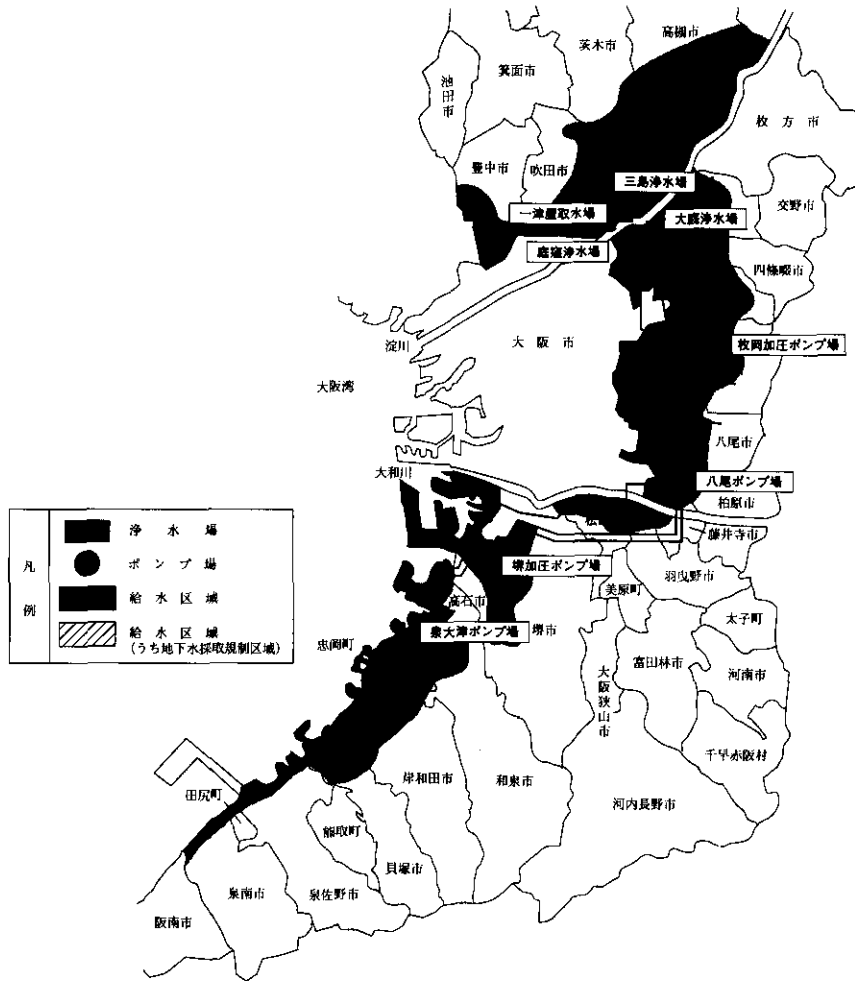 高槻市
茨木市
箕面市
池田市
枚方市
豊中市
吹田市
三島浄水場
交野市
一津屋取水場
大庭浄水場
庭窪浄水場
四條畷市
淀川
大阪市
枚岡加圧ポンプ場
大阪湾
八尾市
大和川
八尾ポンプ場
柏原市
藤井寺市
堺加圧ポンプ場
羽曳野市
美原町
高石市
太子町
泉大津ポンプ場
堺市
忠岡町
富田林市
河南市
大阪狭山市
千早赤阪村
岸和田市
和泉市
田尻町
河内長野市
熊取町
貝塚市
泉南市
泉佐野市
阪南市
凡例
浄水場
ポンプ場
給水区域
給水区域
(うち地下水採取規制区域)